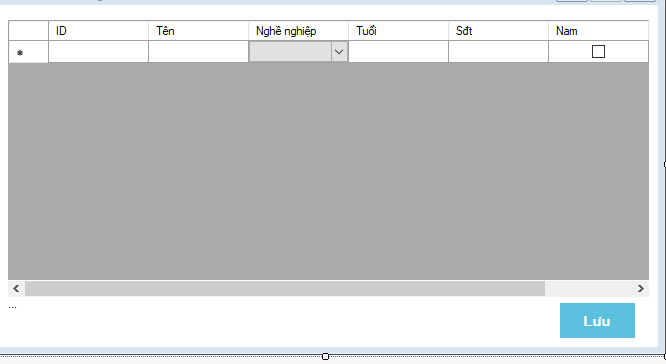 ID Tên Nghề nghiệp Tuổi Sđt Nam
...
Lưu